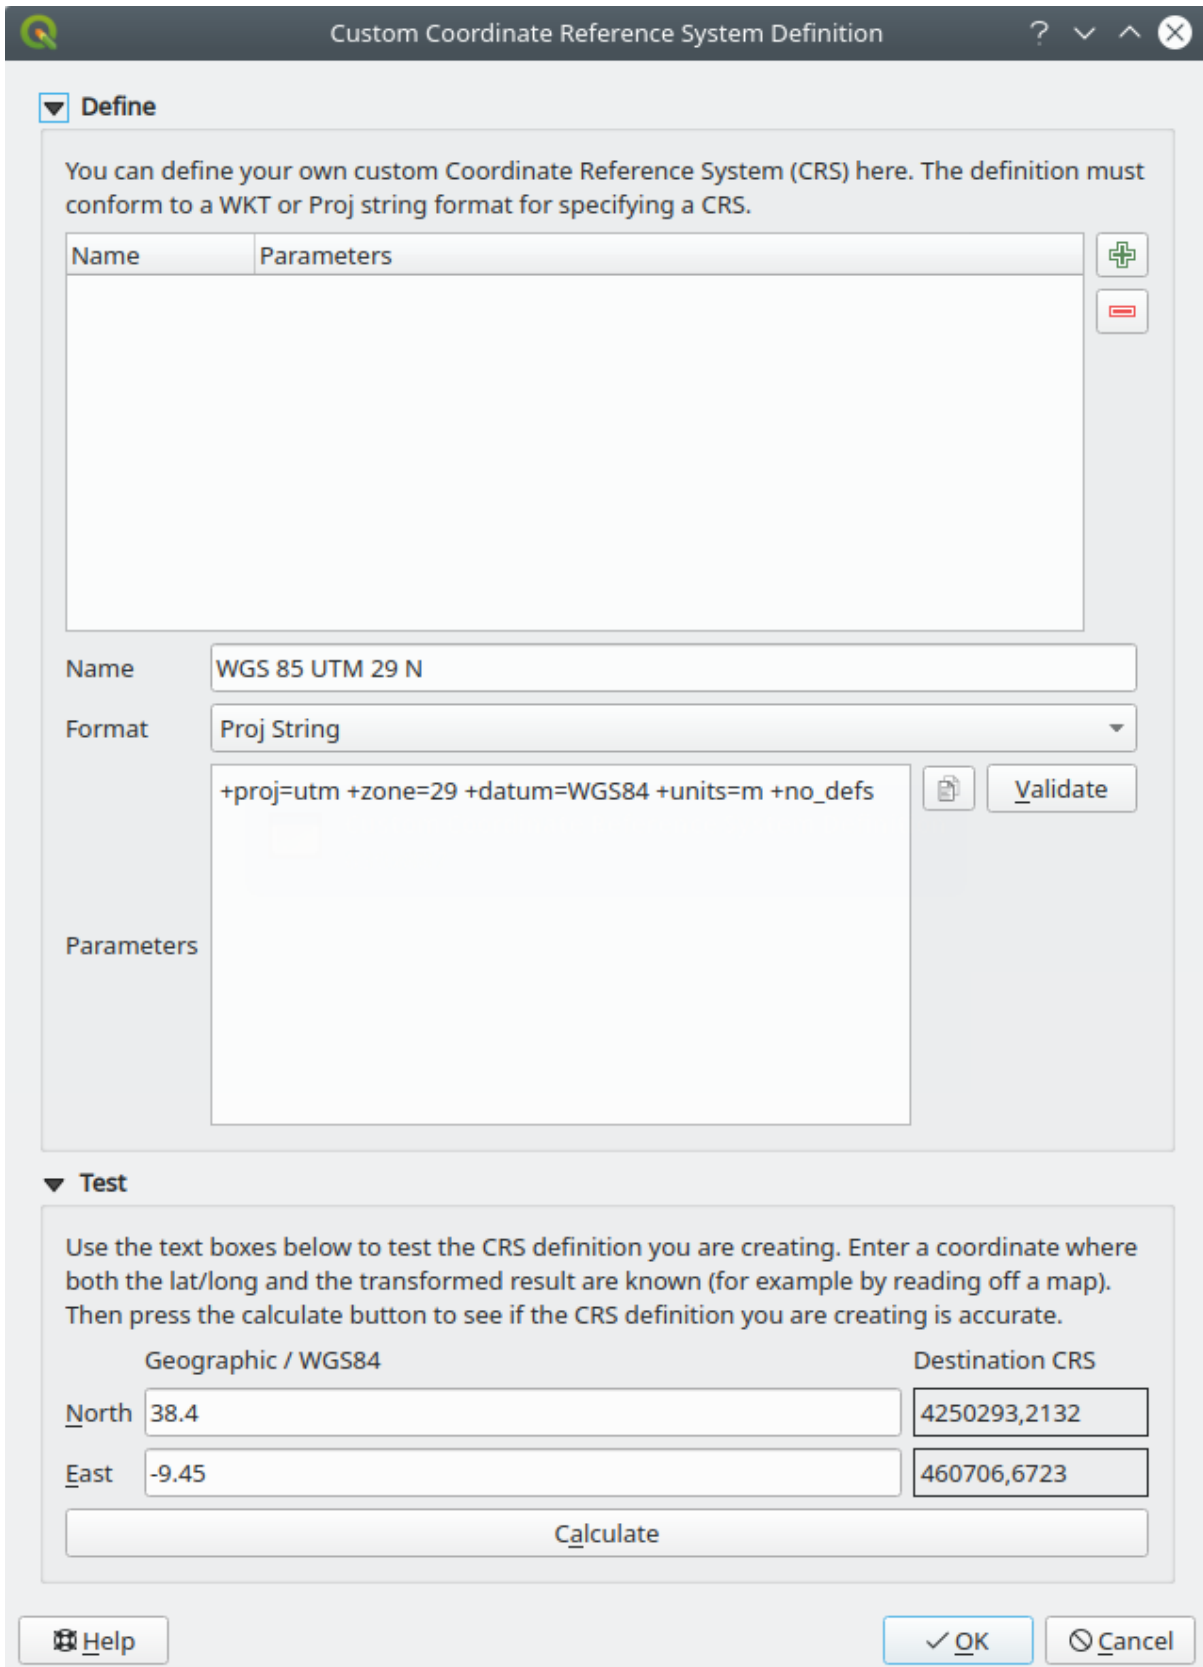 Custom Coordinate Reference System Definition
Define
You can define your own custom Coordinate Reference System (CRS) here. The definition must
conform to a WKT or Proj string format for specifying a CRS.
Name Parameters
Name WGS 85 UTM 29 N
Format Proj String
+proj=utm +zone=29 +datum=WGS84 +units=m +no_defs Validate
Parameters
Test
Use the text boxes below to test the CRS definition you are creating. Enter a coordinate where
both the lat/long and the transformed result are known (for example by reading off a map).
Then press the calculate button to see if the CRS definition you are creating is accurate.
Geographic / WGS84 Destination CRS
North 38.4 4250293,2132
East -9.45 460706,6723
Calculate
Help OK Cancel